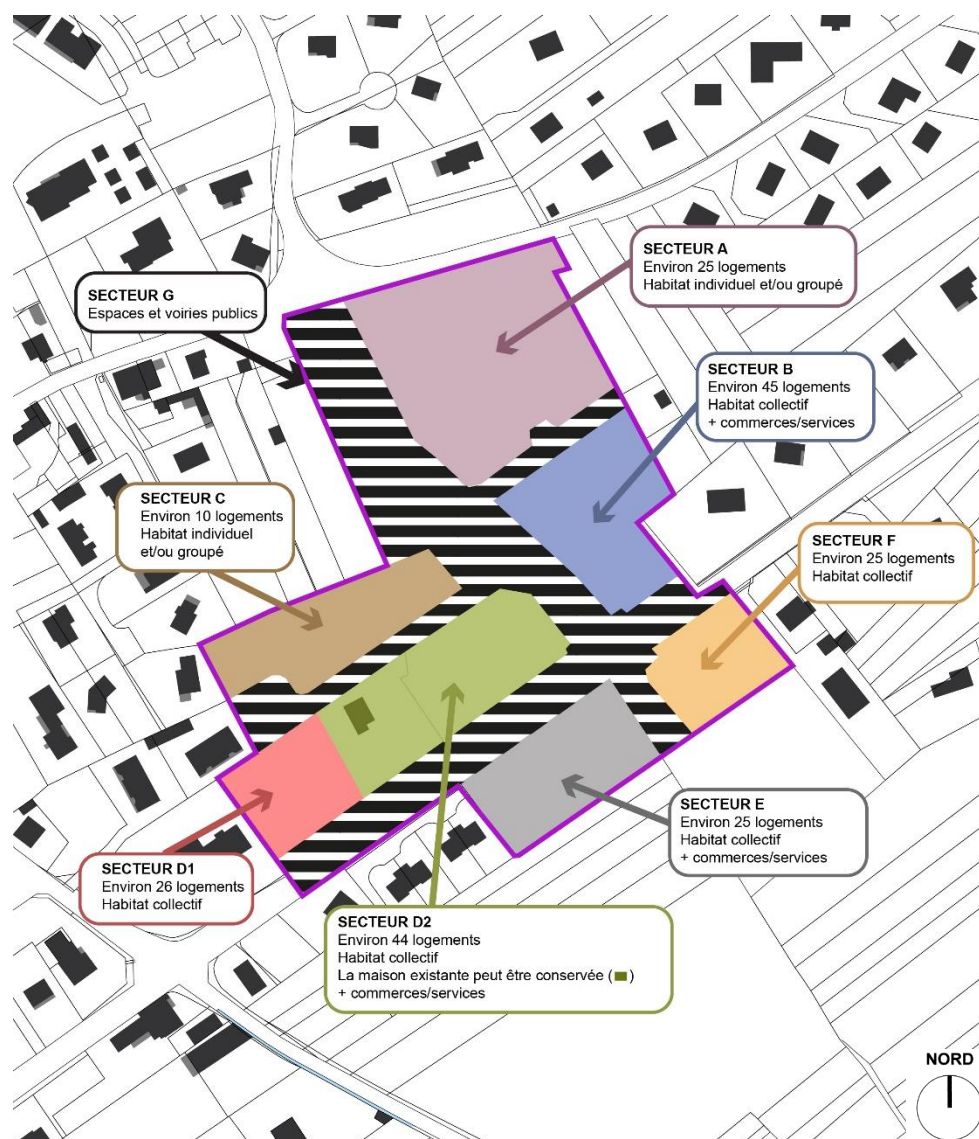 SECTEUR A
Environ 25 logements
Habitat individuel et/ou groupé
SECTEUR G
Espaces et voiries publics
SECTEUR B
Environ 45 logements
Habitat collectif
+ commerces/services
SECTEUR C
Environ 10 logements
Habitat individuel
et/ou groupé
SECTEUR F
Environ 25 logements
Habitat collectif
SECTEUR E
Environ 25 logements
Habitat collectif
+ commerces/services
SECTEUR D1
Environ 26 logements
Habitat collectif
SECTEUR D2
Environ 44 logements
Habitat collectif
La maison existante peut être conservée ( )
+ commerces/services
NORD